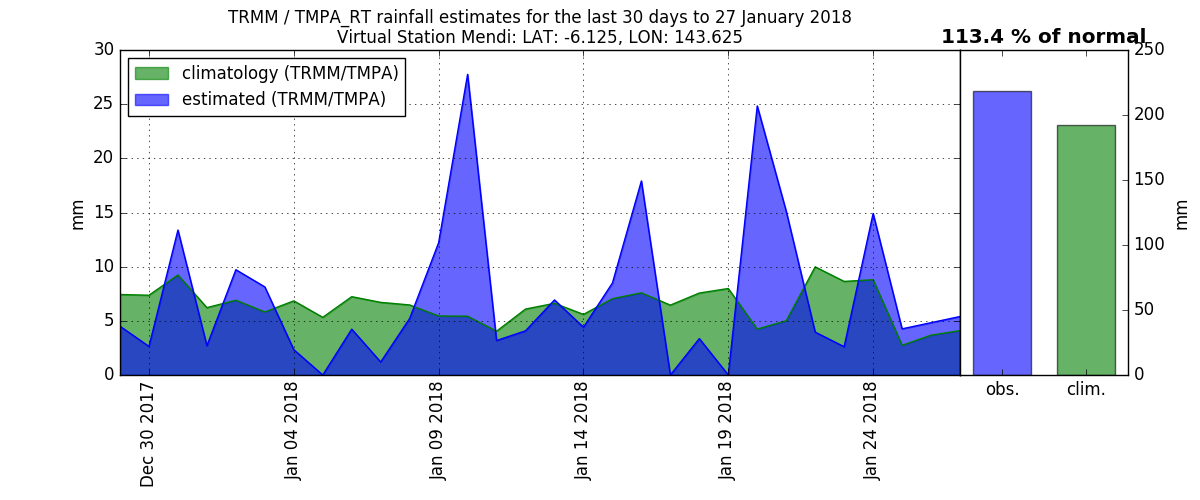 TRMM / TMPA_RT rainfall estimates for the last 30 days to 27 January 2018
Virtual Station Mendi: LAT: -6.125, LON: 143.625
113.4 % of normal
climatology (TRMM/TMPA)
estimated (TRMM/TMPA)
30
25
20
15
10
5
0
mm
250
200
150
100
50
0
mm
Dec 30 2017
Jan 04 2018
Jan 09 2018
Jan 14 2018
Jan 19 2018
Jan 24 2018
obs.
clim.